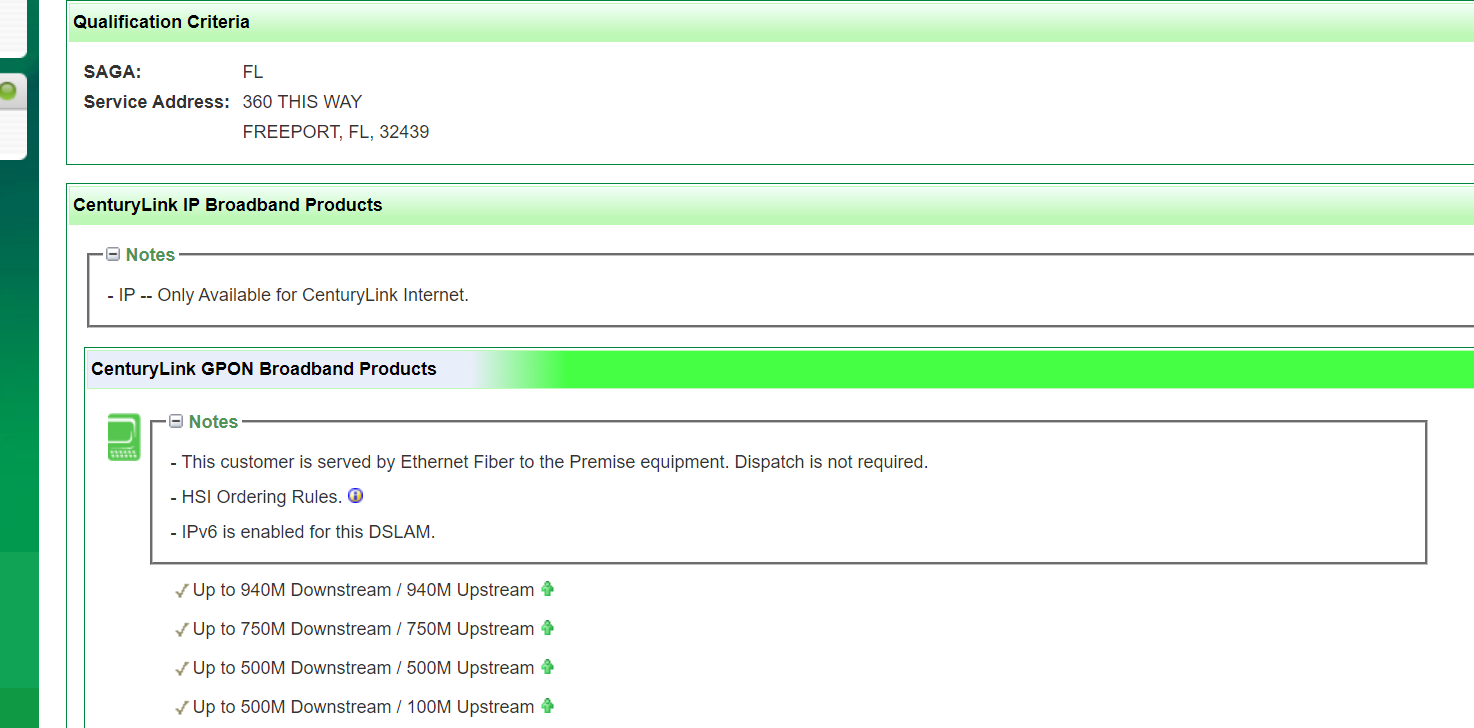 Qualification Criteria
SAGA: FL
Service Address: 360 THIS WAY
FREEPORT, FL, 32439
CenturyLink IP Broadband Products
Notes
- IP -- Only Available for CenturyLink Internet.
CenturyLink GPON Broadband Products
Notes
- This customer is served by Ethernet Fiber to the Premise equipment. Dispatch is not required.
- HSI Ordering Rules.
- IPv6 is enabled for this DSLAM.
Up to 940M Downstream / 940M Upstream
Up to 750M Downstream / 750M Upstream
Up to 500M Downstream / 500M Upstream
Up to 500M Downstream / 100M Upstream